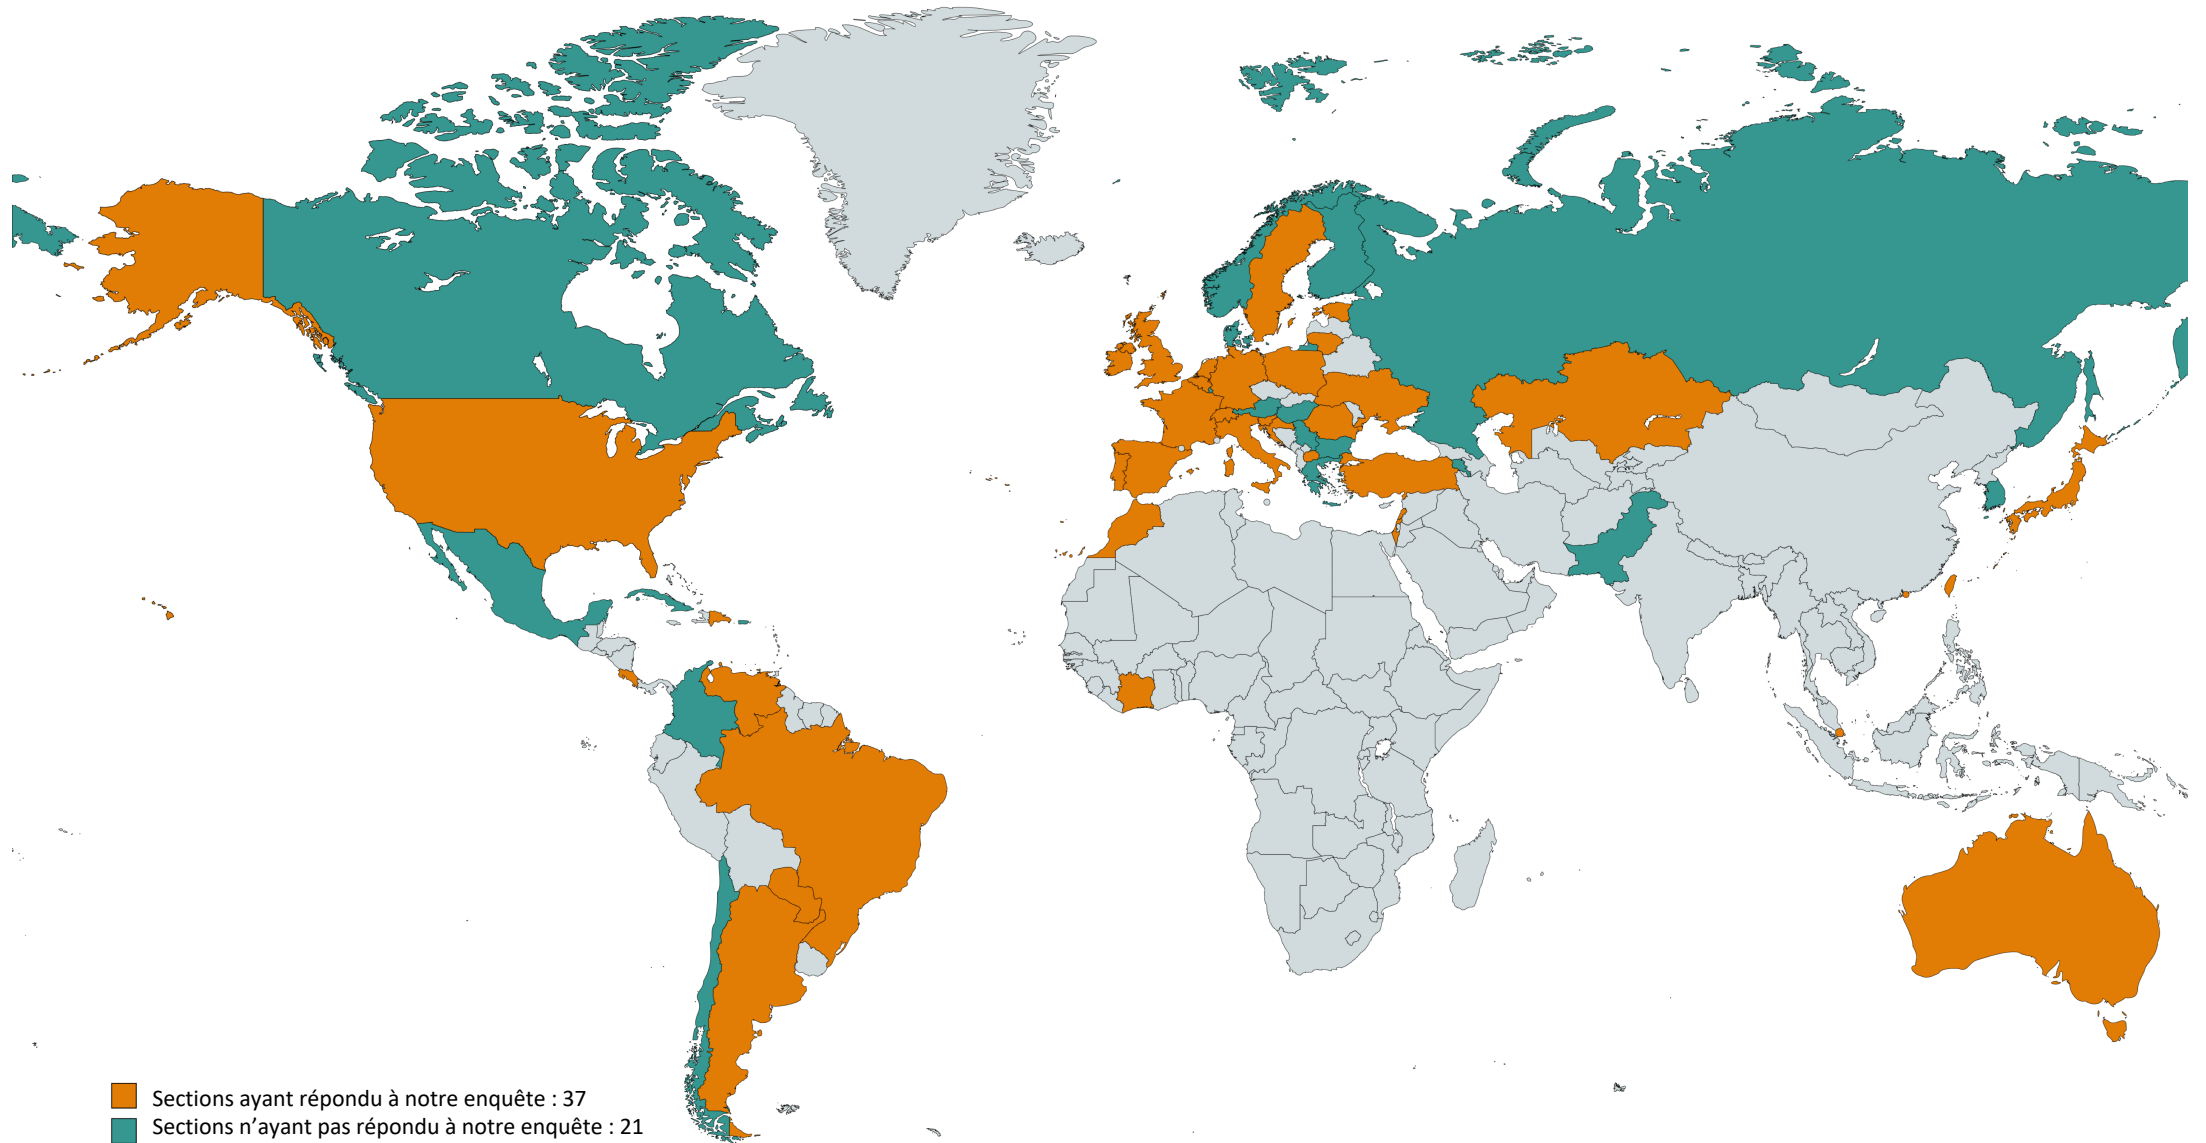 Sections ayant répondu à notre enquête : 37
Sections n’ayant pas répondu à notre enquête : 21